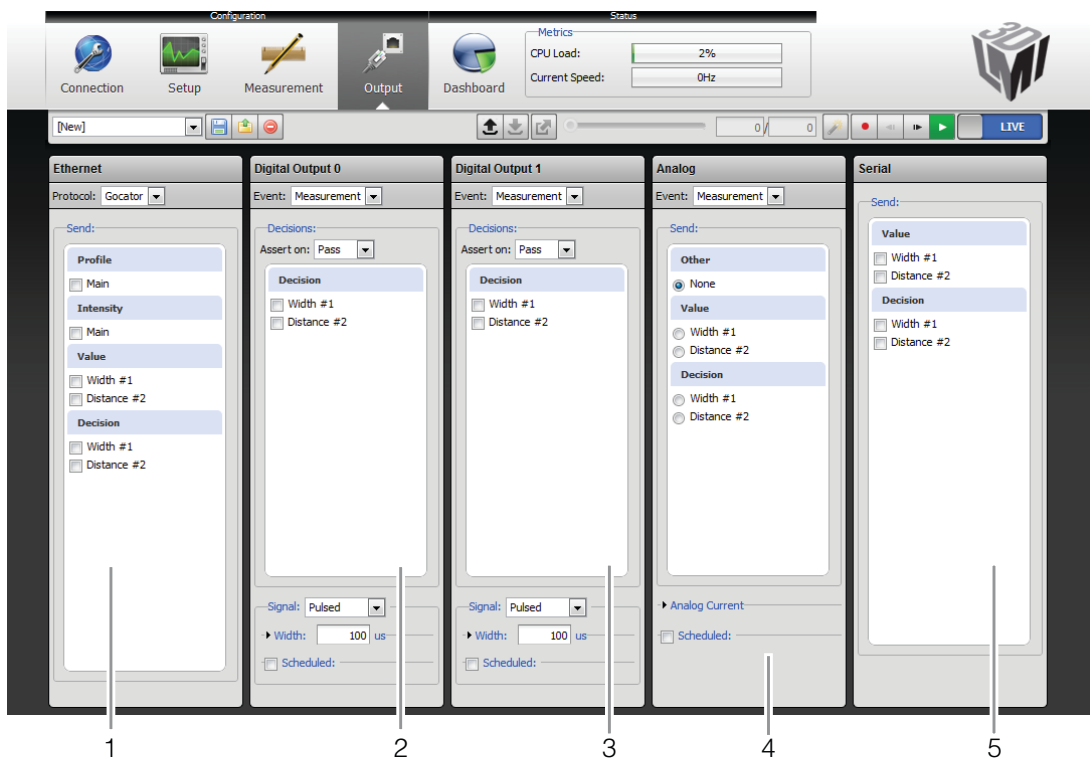 Configuration
Status
Connection
Setup
Measurement
Output
Dashboard
Metrics
CPU Load:
2%
Current Speed:
0Hz
3D
LMI
[New]
0 / 0
LIVE
Ethernet
Protocol: Gocator
Send:
Profile
Main
Intensity
Main
Value
Width #1
Distance #2
Decision
Width #1
Distance #2
Digital Output 0
Event: Measurement
Decisions:
Assert on: Pass
Decision
Width #1
Distance #2
Signal: Pulsed
Width: 100 us
Scheduled:
Digital Output 1
Event: Measurement
Decisions:
Assert on: Pass
Decision
Width #1
Distance #2
Signal: Pulsed
Width: 100 us
Scheduled:
Analog
Event: Measurement
Send:
Other
None
Value
Width #1
Distance #2
Decision
Width #1
Distance #2
Analog Current
Scheduled:
Serial
Send:
Value
Width #1
Distance #2
Decision
Width #1
Distance #2
1
2
3
4
5